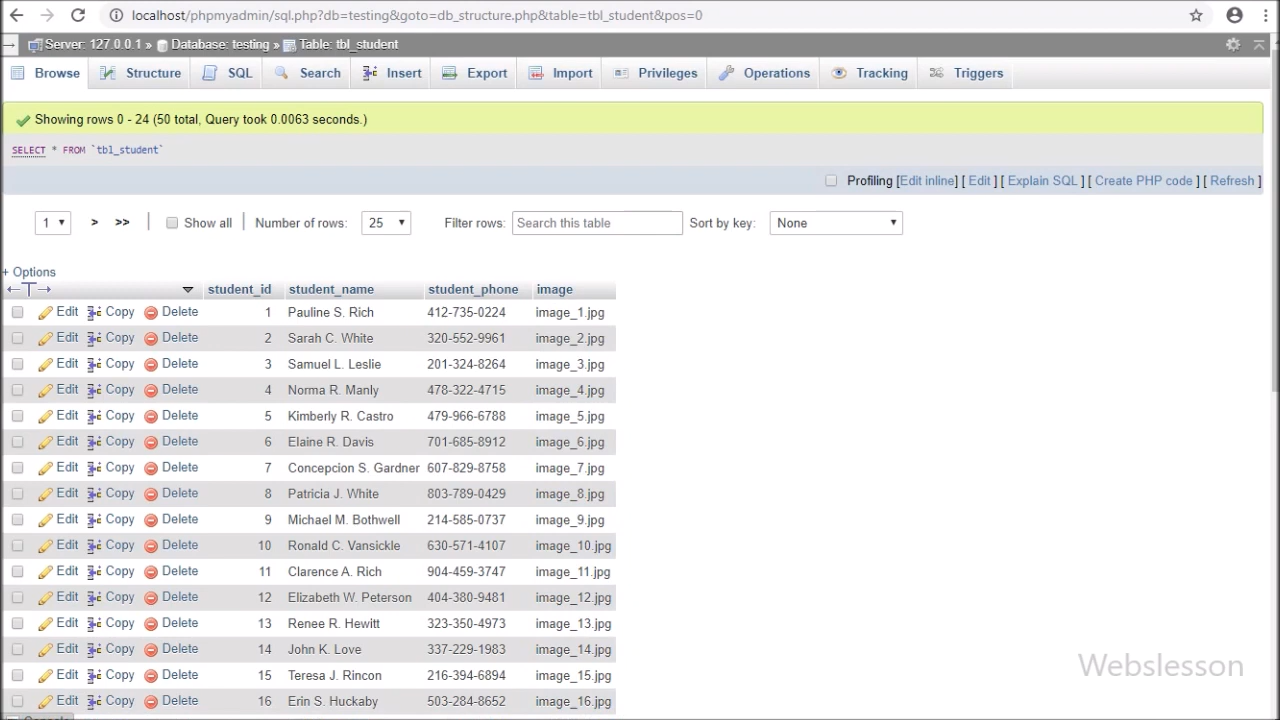 localhost/phpmyadmin/sql.php?db=testing&goto=db_structure.php&table=tbl_student&pos=0
Server: 127.0.0.1 » Database: testing » Table: tbl_student
Browse Structure SQL Search Insert Export Import Privileges Operations Tracking Triggers
Showing rows 0 - 24 (50 total, Query took 0.0063 seconds.)
SELECT * FROM `tbl_student`
Profiling [Edit inline] [ Edit ] [ Explain SQL ] [ Create PHP code ] [ Refresh ]
1 > >> | Show all | Number of rows: 25 Filter rows: Search this table Sort by key: None
+ Options
student_id student_name student_phone image
Edit Copy Delete 1 Pauline S. Rich 412-735-0224 image_1.jpg
Edit Copy Delete 2 Sarah C. White 320-552-9961 image_2.jpg
Edit Copy Delete 3 Samuel L. Leslie 201-324-8264 image_3.jpg
Edit Copy Delete 4 Norma R. Manly 478-322-4715 image_4.jpg
Edit Copy Delete 5 Kimberly R. Castro 479-966-6788 image_5.jpg
Edit Copy Delete 6 Elaine R. Davis 701-685-8912 image_6.jpg
Edit Copy Delete 7 Concepcion S. Gardner 607-829-8758 image_7.jpg
Edit Copy Delete 8 Patricia J. White 803-789-0429 image_8.jpg
Edit Copy Delete 9 Michael M. Bothwell 214-585-0737 image_9.jpg
Edit Copy Delete 10 Ronald C. Vansickle 630-571-4107 image_10.jpg
Edit Copy Delete 11 Clarence A. Rich 904-459-3747 image_11.jpg
Edit Copy Delete 12 Elizabeth W. Peterson 404-380-9481 image_12.jpg
Edit Copy Delete 13 Renee R. Hewitt 323-350-4973 image_13.jpg
Edit Copy Delete 14 John K. Love 337-229-1983 image_14.jpg
Edit Copy Delete 15 Teresa J. Rincon 216-394-6894 image_15.jpg
Edit Copy Delete 16 Erin S. Huckaby 503-284-8652 image_16.jpg
Webslesson